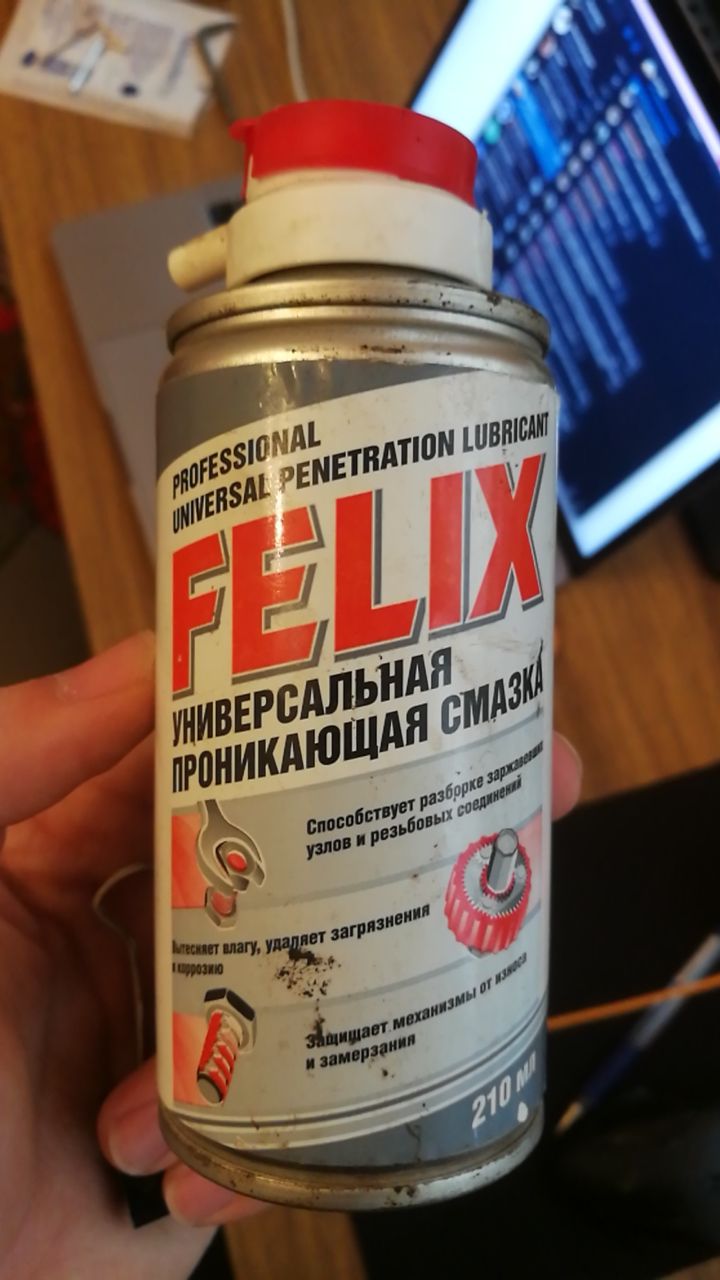 PROFESSIONAL
UNIVERSAL PENETRATION LUBRICANT
FELIX
УНИВЕРСАЛЬНАЯ
ПРОНИКАЮЩАЯ СМАЗКА
Способствует разборке заржавевших
узлов и резьбовых соединений
Вытесняет влагу, удаляет загрязнения
и коррозию
Защищает механизмы от износа
и замерзания
210 мл